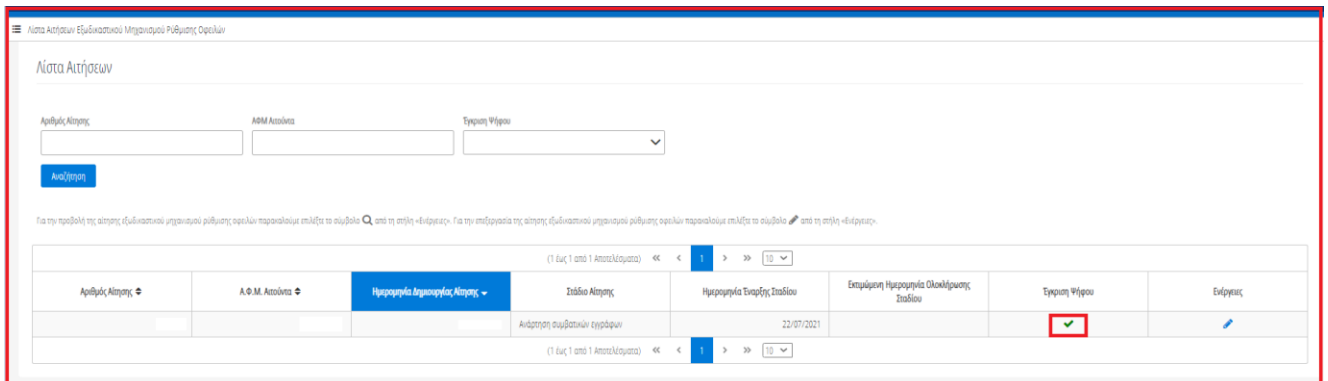 Λίστα Αιτήσεων Εξωδικαστικού Μηχανισμού Ρύθμισης Οφειλών
Λίστα Αιτήσεων
Αριθμός Αίτησης ΑΦΜ Αιτούντα Έγκριση Ψήφου
Αναζήτηση
Για την προβολή της αίτησης εξωδικαστικού μηχανισμού ρύθμισης οφειλών παρακαλούμε επιλέξτε το σύμβολο από τη στήλη «Ενέργειες». Για την επεξεργασία της αίτησης εξωδικαστικού μηχανισμού ρύθμισης οφειλών παρακαλούμε επιλέξτε το σύμβολο από τη στήλη «Ενέργειες».
(1 έως 1 από 1 Αποτελέσματα) 1 10
Αριθμός Αίτησης Α.Φ.Μ. Αιτούντα Ημερομηνία Δημιουργίας Αίτησης Στάδιο Αίτησης Ημερομηνία Έναρξης Σταδίου Εκτιμώμενη Ημερομηνία Ολοκλήρωσης Σταδίου Έγκριση Ψήφου Ενέργειες
Ανάρτηση συμβατικών εγγράφων 22/07/2021
(1 έως 1 από 1 Αποτελέσματα) 1 10